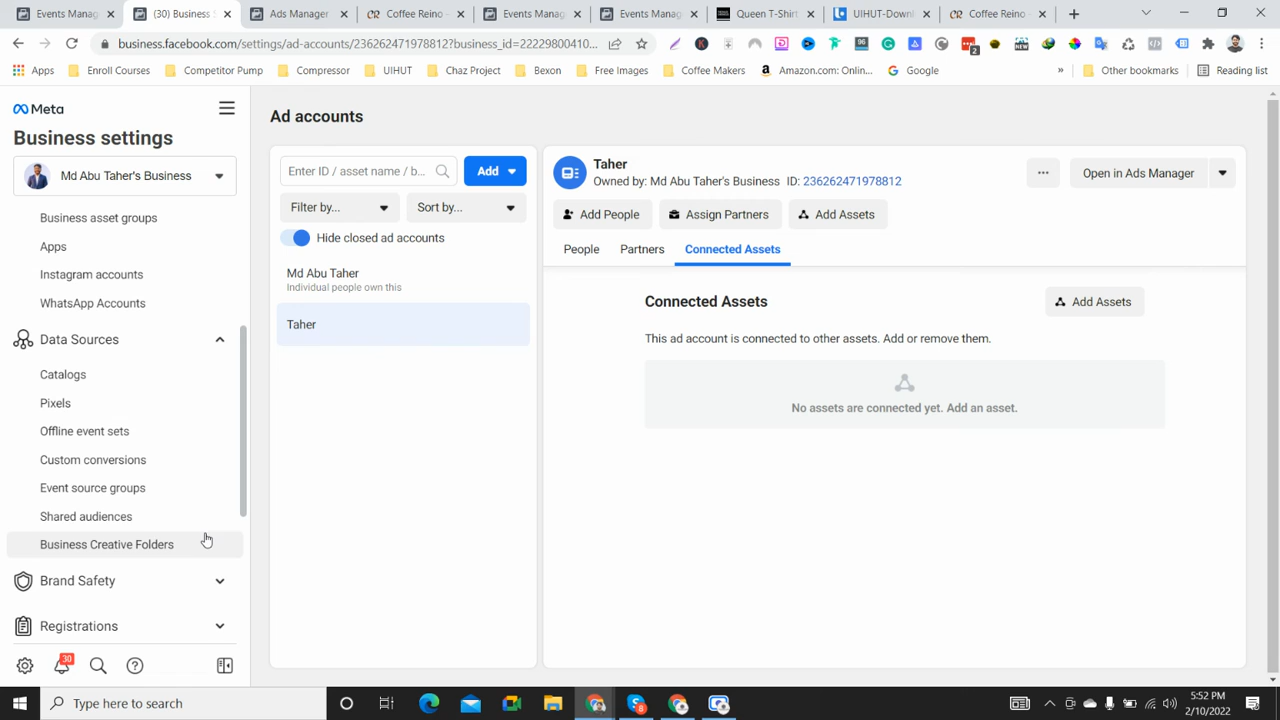 Events Manag
(30) Business S
Ads Manager
Coffee Reino -
Events Manag
Events Manag
Queen T-Shirt
UIHUT-Downl
Coffee Reino -
business.facebook.com/settings/ad-accounts/236262471978812?business_id=22229800410...
Apps
Enroll Courses
Competitor Pump
Compressor
UIHUT
Chaz Project
Bexon
Free Images
Coffee Makers
Amazon.com: Onlin...
Google
»
Other bookmarks
Reading list
Meta
Business settings
Md Abu Taher's Business
Business asset groups
Apps
Instagram accounts
WhatsApp Accounts
Data Sources
Catalogs
Pixels
Offline event sets
Custom conversions
Event source groups
Shared audiences
Business Creative Folders
Brand Safety
Registrations
30
Ad accounts
Enter ID / asset name / b...
Add
Filter by...
Sort by...
Hide closed ad accounts
Md Abu Taher
Individual people own this
Taher
Taher
Owned by: Md Abu Taher's Business ID: 236262471978812
Open in Ads Manager
Add People
Assign Partners
Add Assets
People
Partners
Connected Assets
Connected Assets
Add Assets
This ad account is connected to other assets. Add or remove them.
No assets are connected yet. Add an asset.
Type here to search
5:52 PM
2/10/2022